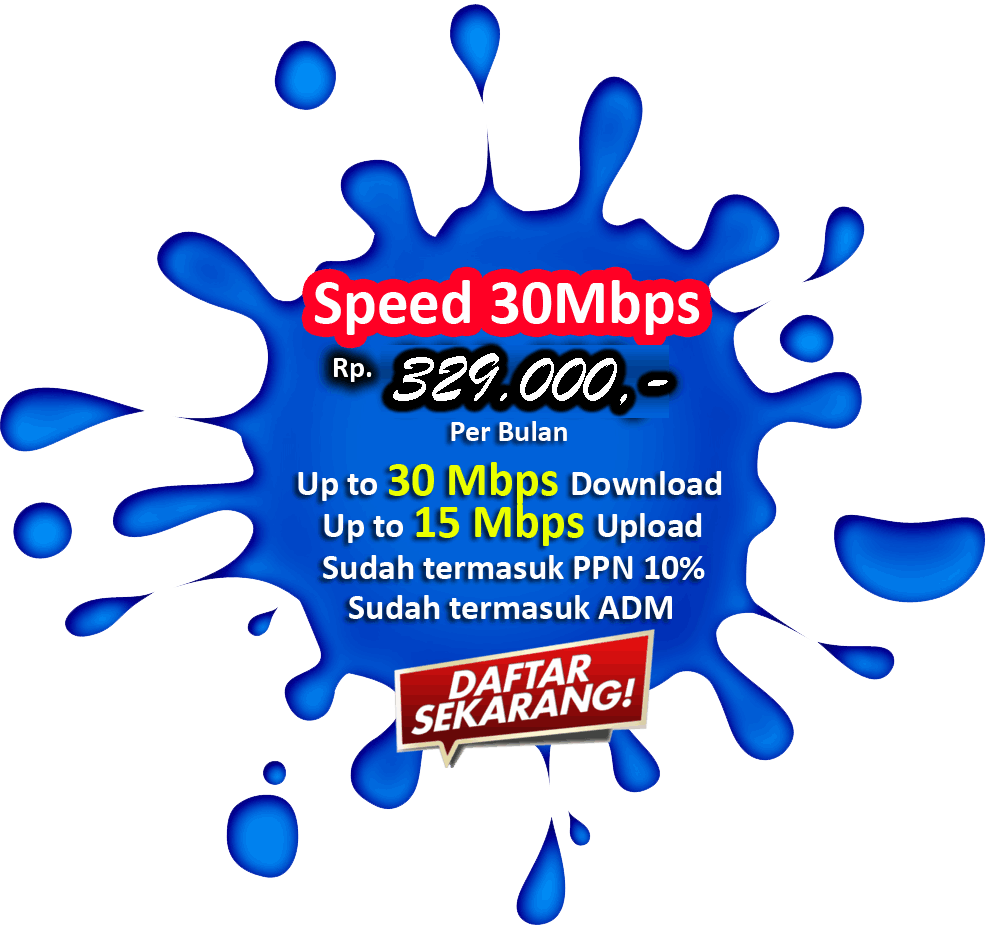 Speed 30Mbps
Rp. 329.000,-
Per Bulan
Up to 30 Mbps Download
Up to 15 Mbps Upload
Sudah termasuk PPN 10%
Sudah termasuk ADM
DAFTAR
SEKARANG!